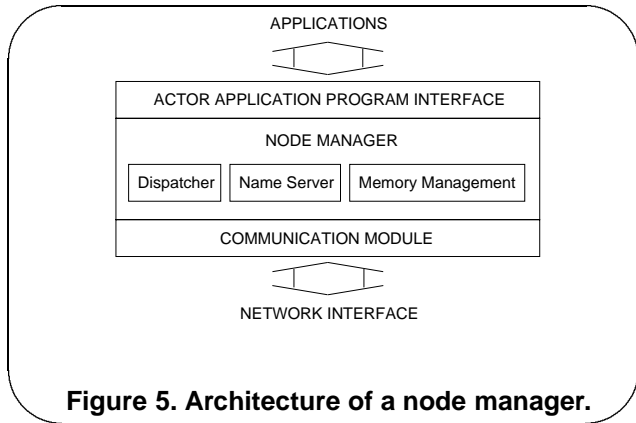 APPLICATIONS
ACTOR APPLICATION PROGRAM INTERFACE
NODE MANAGER
Dispatcher Name Server Memory Management
COMMUNICATION MODULE
NETWORK INTERFACE
Figure 5. Architecture of a node manager.